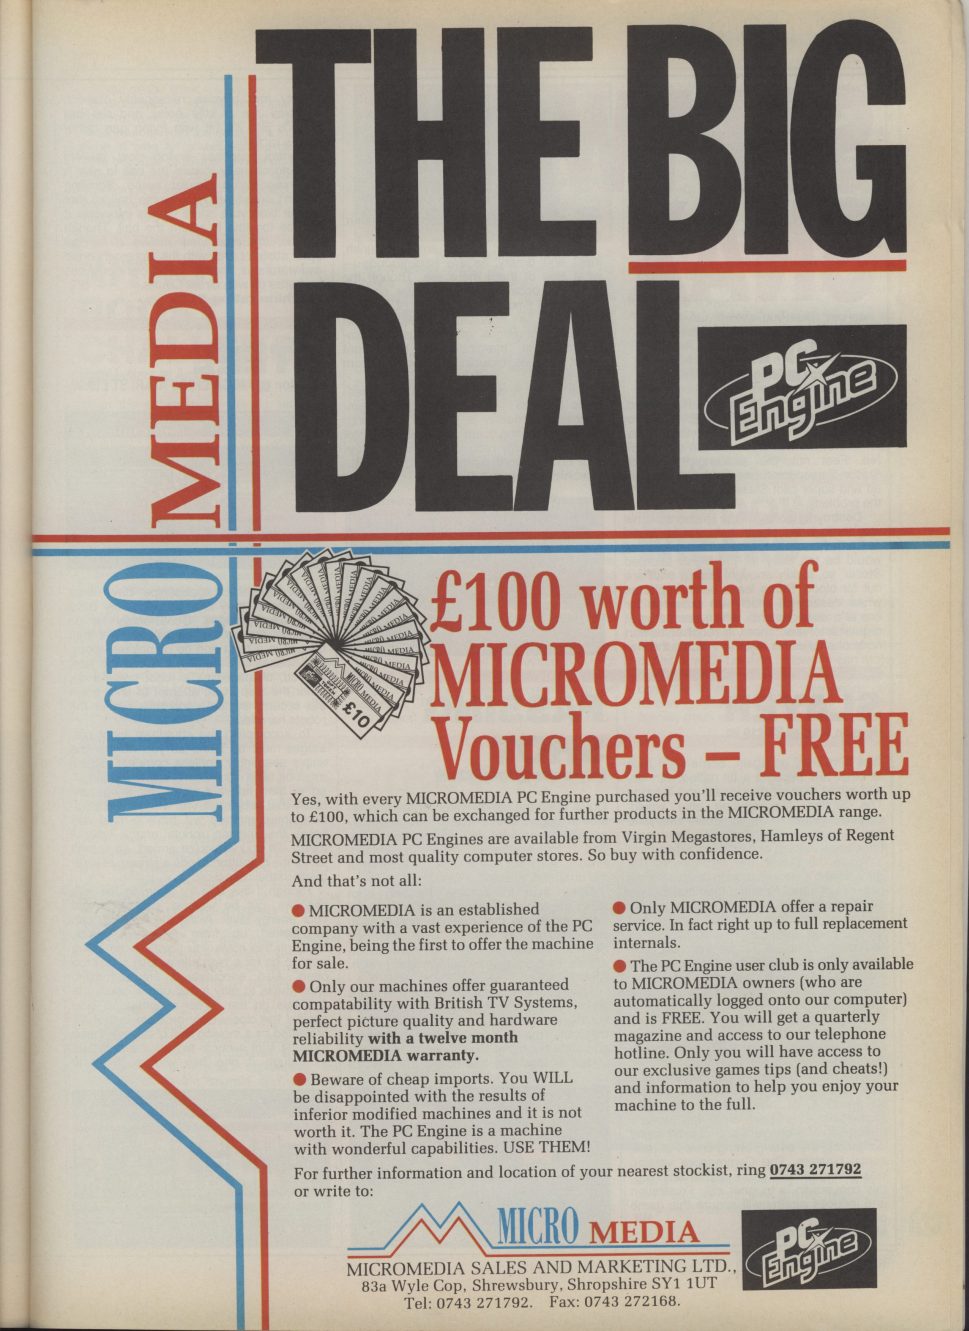 THE BIG
DEAL
PC
Engine
MICRO MEDIA
£10
£100 worth of
MICROMEDIA
Vouchers – FREE
Yes, with every MICROMEDIA PC Engine purchased you'll receive vouchers worth up
to £100, which can be exchanged for further products in the MICROMEDIA range.
MICROMEDIA PC Engines are available from Virgin Megastores, Hamleys of Regent
Street and most quality computer stores. So buy with confidence.
And that's not all:
● MICROMEDIA is an established
company with a vast experience of the PC
Engine, being the first to offer the machine
for sale.
● Only our machines offer guaranteed
compatability with British TV Systems,
perfect picture quality and hardware
reliability with a twelve month
MICROMEDIA warranty.
● Beware of cheap imports. You WILL
be disappointed with the results of
inferior modified machines and it is not
worth it. The PC Engine is a machine
with wonderful capabilities. USE THEM!
● Only MICROMEDIA offer a repair
service. In fact right up to full replacement
internals.
● The PC Engine user club is only available
to MICROMEDIA owners (who are
automatically logged onto our computer)
and is FREE. You will get a quarterly
magazine and access to our telephone
hotline. Only you will have access to
our exclusive games tips (and cheats!)
and information to help you enjoy your
machine to the full.
For further information and location of your nearest stockist, ring 0743 271792
or write to:
MICRO MEDIA
MICROMEDIA SALES AND MARKETING LTD.,
83a Wyle Cop, Shrewsbury, Shropshire SY1 1UT
Tel: 0743 271792. Fax: 0743 272168.
PC
Engine